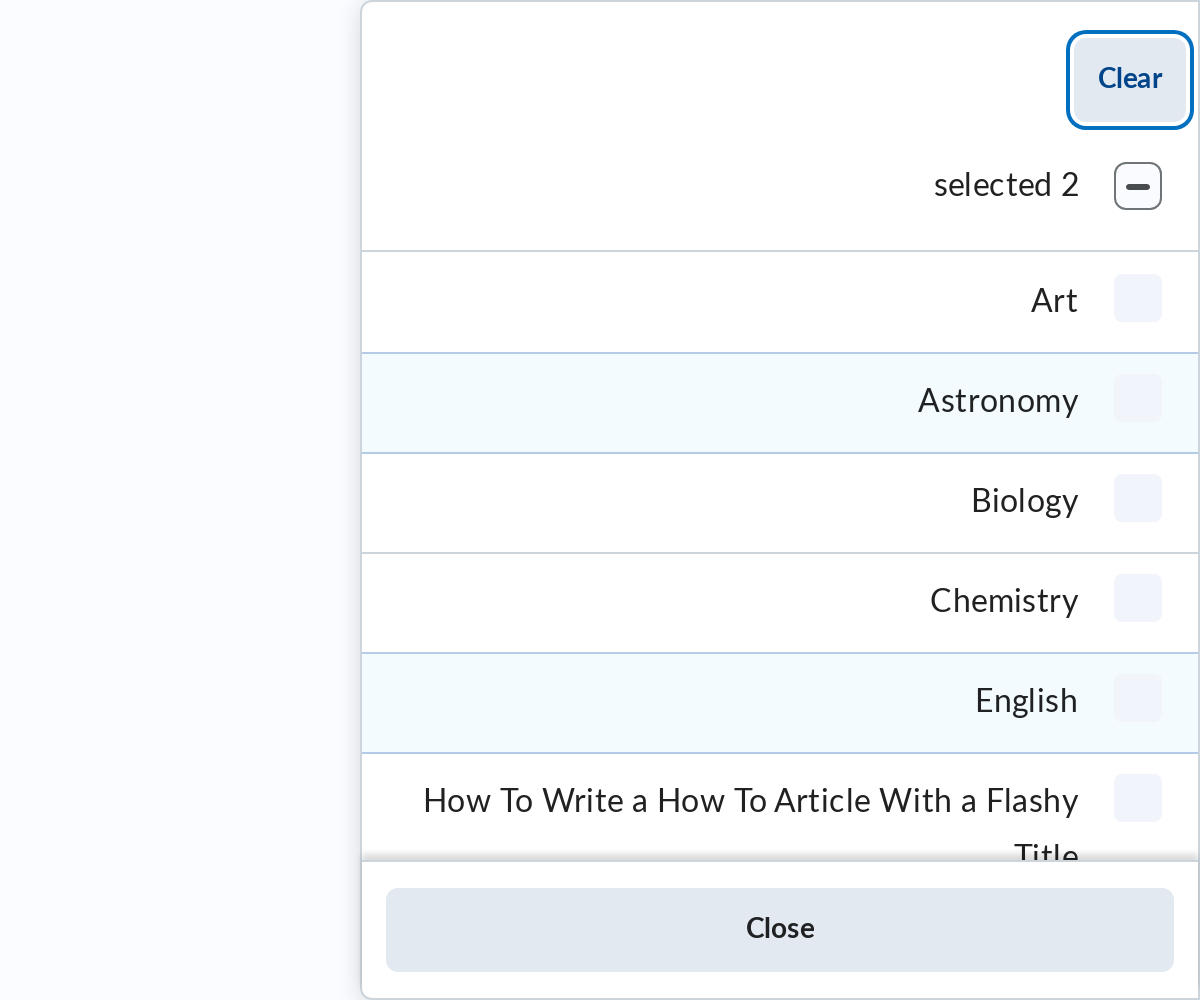 Clear
selected 2
Art
Astronomy
Biology
Chemistry
English
How To Write a How To Article With a Flashy
Title
Close